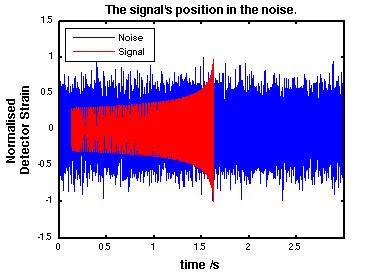 The signal's position in the noise.
1.5
Noise
Signal
1
0.5
0
-0.5
-1
-1.5
Normalised
Detector Strain
0 0.5 1 1.5 2 2.5
time /s